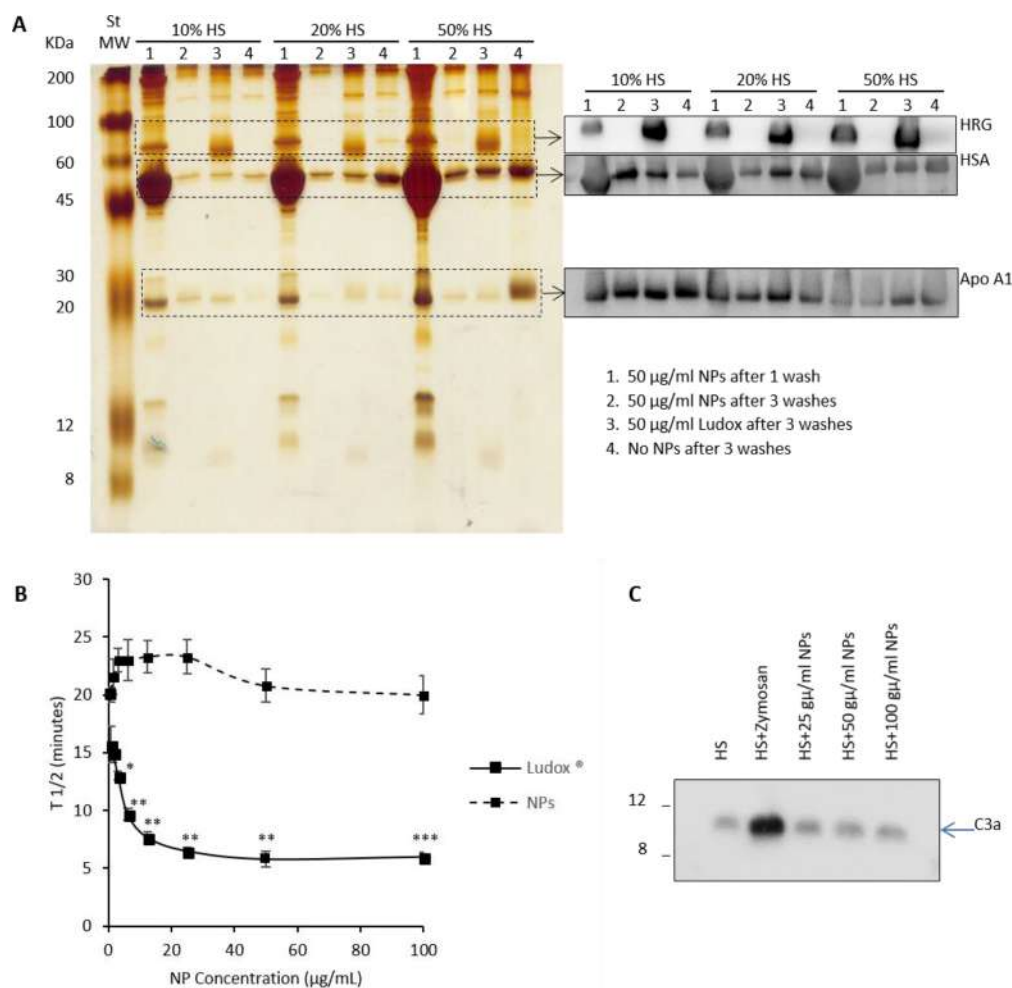 A
St
MW
KDa
10% HS 20% HS 50% HS
1 2 3 4 1 2 3 4 1 2 3 4
200
100
60
45
30
20
12
8
10% HS 20% HS 50% HS
1 2 3 4 1 2 3 4 1 2 3 4
HRG
HSA
Apo A1
1. 50 µg/ml NPs after 1 wash
2. 50 µg/ml NPs after 3 washes
3. 50 µg/ml Ludox after 3 washes
4. No NPs after 3 washes
B
T 1/2 (minutes)
30
25
20
15
10
5
0
*
**
**
**
**
***
0 20 40 60 80 100
NP Concentration (µg/mL)
Ludox ®
NPs
C
HS
HS+Zymosan
HS+25 gµ/ml NPs
HS+50 gµ/ml NPs
HS+100 gµ/ml NPs
12
8
C3a